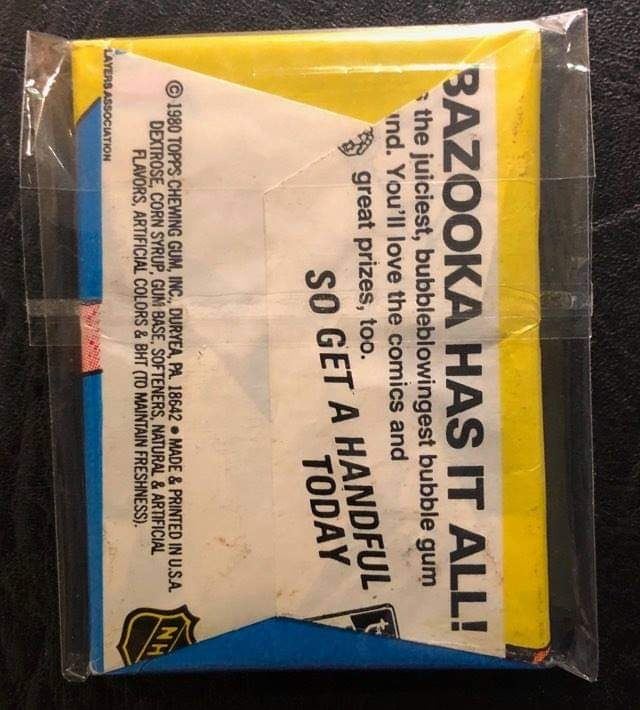 BAZOOKA HAS IT ALL!
s the juiciest, bubbleblowingest bubble gum
und. You'll love the comics and
great prizes, too.
SO GET A HANDFUL
TODAY
© 1980 TOPPS CHEWING GUM, INC., DURYEA, PA. 18642 • MADE & PRINTED IN U.S.A.
DEXTROSE, CORN SYRUP, GUM BASE, SOFTENERS, NATURAL & ARTIFICIAL
FLAVORS, ARTIFICIAL COLORS & BHT (TO MAINTAIN FRESHNESS).
NH
LAYERS ASSOCIATION